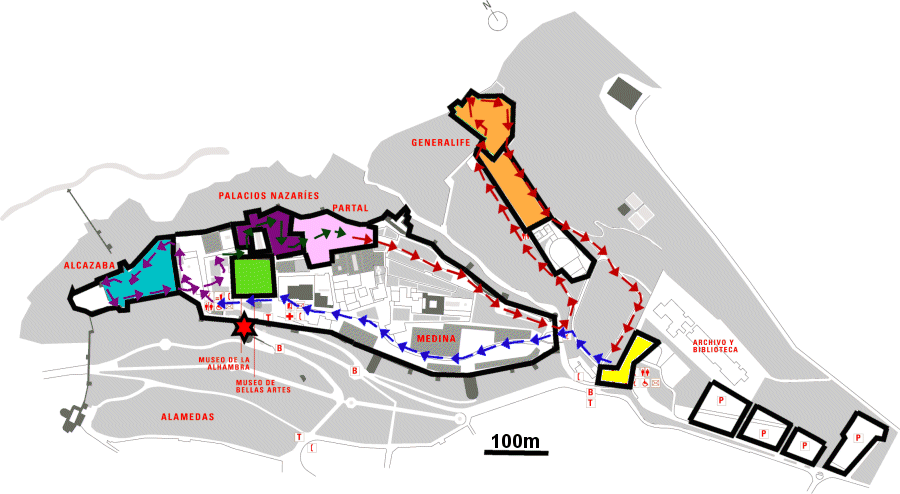 N
GENERALIFE
PALACIOS NAZARÍES
PARTAL
ALCAZABA
T
MEDINA
B
MUSEO DE LA
ALHAMBRA
MUSEO DE
BELLAS ARTES
B
ARCHIVO Y
BIBLIOTECA
B
T
ALAMEDAS
T
100m
P
P
P
P